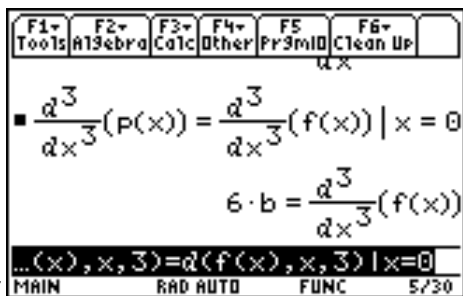 F1▾ F2▾ F3▾ F4▾ F5 F6▾
Tools Algebra Calc Other PrgmIO Clean Up
dx
▪ d³/dx³(p(x)) = d³/dx³(f(x)) | x = 0
6·b = d³/dx³(f(x))
…(x),x,3)=d(f(x),x,3)|x=0
MAIN RAD AUTO FUNC 5/30